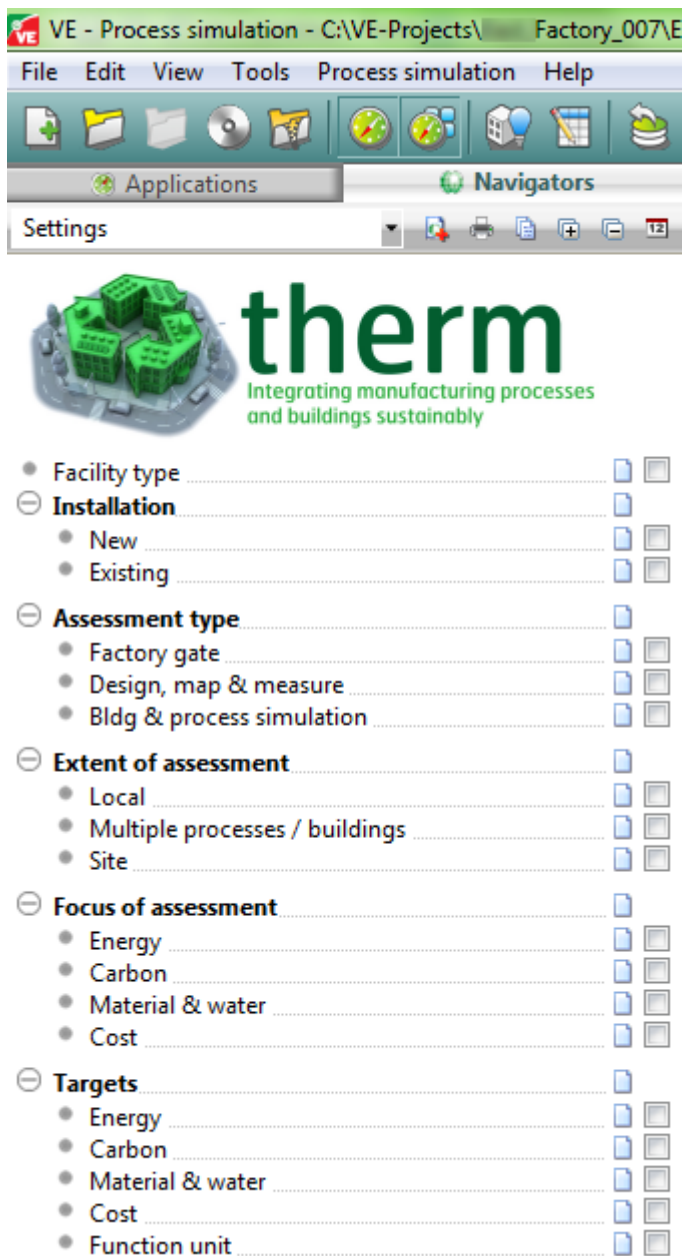 VE - Process simulation - C:\VE-Projects\ Factory_007\E
File Edit View Tools Process simulation Help
Applications Navigators
Settings
12
therm
Integrating manufacturing processes
and buildings sustainably
Facility type
Installation
New
Existing
Assessment type
Factory gate
Design, map & measure
Bldg & process simulation
Extent of assessment
Local
Multiple processes / buildings
Site
Focus of assessment
Energy
Carbon
Material & water
Cost
Targets
Energy
Carbon
Material & water
Cost
Function unit